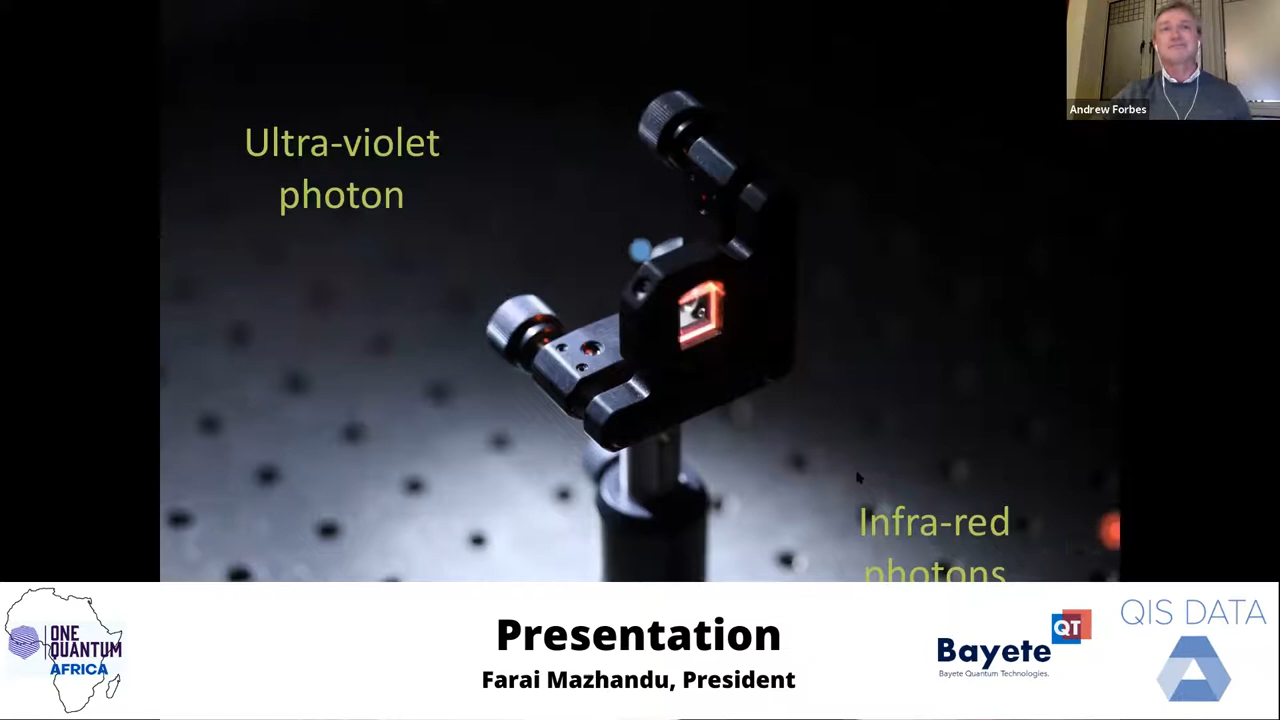 Ultra-violet
photon
Andrew Forbes
Infra-red
photons
ONE
QUANTUM
AFRICA
Presentation
Farai Mazhandu, President
QT
Bayete
Bayete Quantum Technologies.
QIS DATA